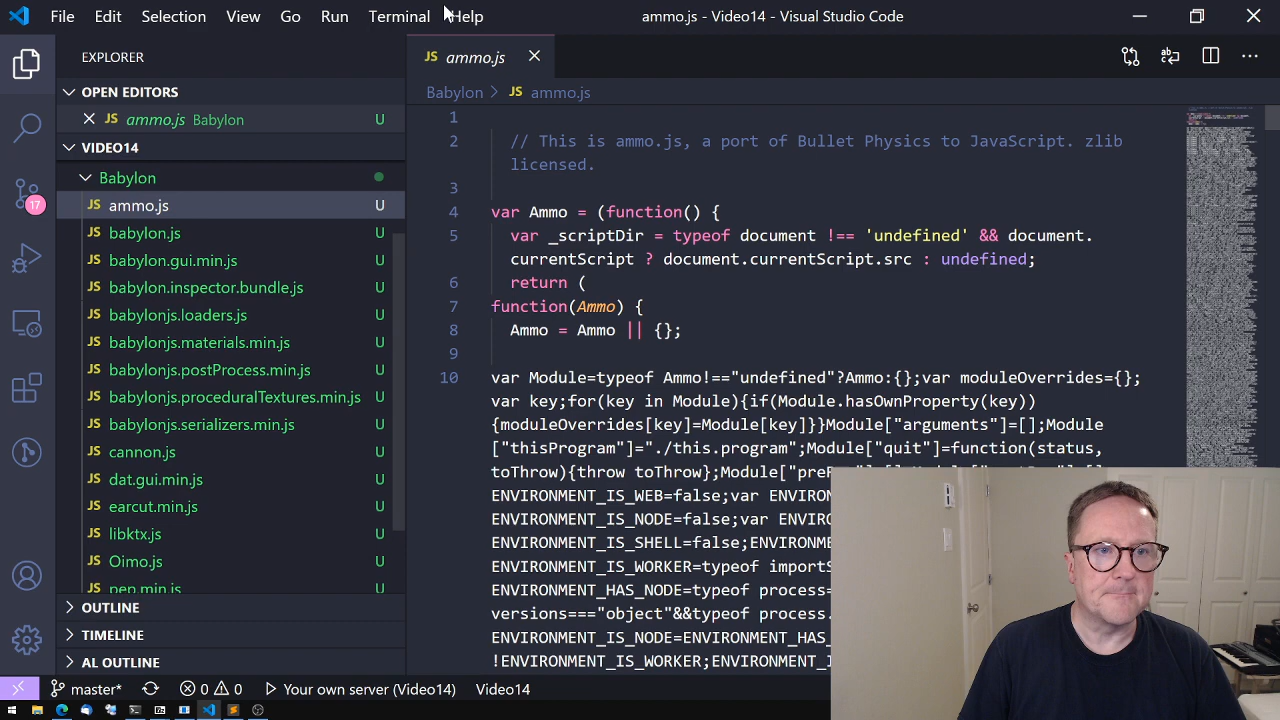 File Edit Selection View Go Run Terminal Help ammo.js - Video14 - Visual Studio Code
EXPLORER
OPEN EDITORS
ammo.js Babylon U
VIDEO14
Babylon
JS ammo.js U
JS babylon.js U
JS babylon.gui.min.js U
JS babylon.inspector.bundle.js U
JS babylonjs.loaders.js U
JS babylonjs.materials.min.js U
JS babylonjs.postProcess.min.js U
JS babylonjs.proceduralTextures.min.js U
JS babylonjs.serializers.min.js U
JS cannon.js U
JS dat.gui.min.js U
JS earcut.min.js U
JS libktx.js U
JS Oimo.js U
JS pep.min.js U
OUTLINE
TIMELINE
AL OUTLINE
17
JS ammo.js
Babylon > JS ammo.js
1
2 // This is ammo.js, a port of Bullet Physics to JavaScript. zlib
licensed.
3
4 var Ammo = (function() {
5 var _scriptDir = typeof document !== 'undefined' && document.
currentScript ? document.currentScript.src : undefined;
6 return (
7 function(Ammo) {
8 Ammo = Ammo || {};
9
10 var Module=typeof Ammo!=="undefined"?Ammo:{};var moduleOverrides={};
var key;for(key in Module){if(Module.hasOwnProperty(key))
{moduleOverrides[key]=Module[key]}}Module["arguments"]=[];Module
["thisProgram"]="./this.program";Module["quit"]=function(status,
toThrow){throw toThrow};
ENVIRONMENT_IS_WEB=false;var
ENVIRONMENT_IS_NODE=false;var
ENVIRONMENT_IS_SHELL=false;
ENVIRONMENT_IS_WORKER=typeof
ENVIRONMENT_HAS_NODE=typeof process.
versions==="object"&&typeof process.
ENVIRONMENT_IS_NODE=ENVIRONMENT_HAS_
!ENVIRONMENT_IS_WORKER;
master* 0 0 Your own server (Video14) Video14